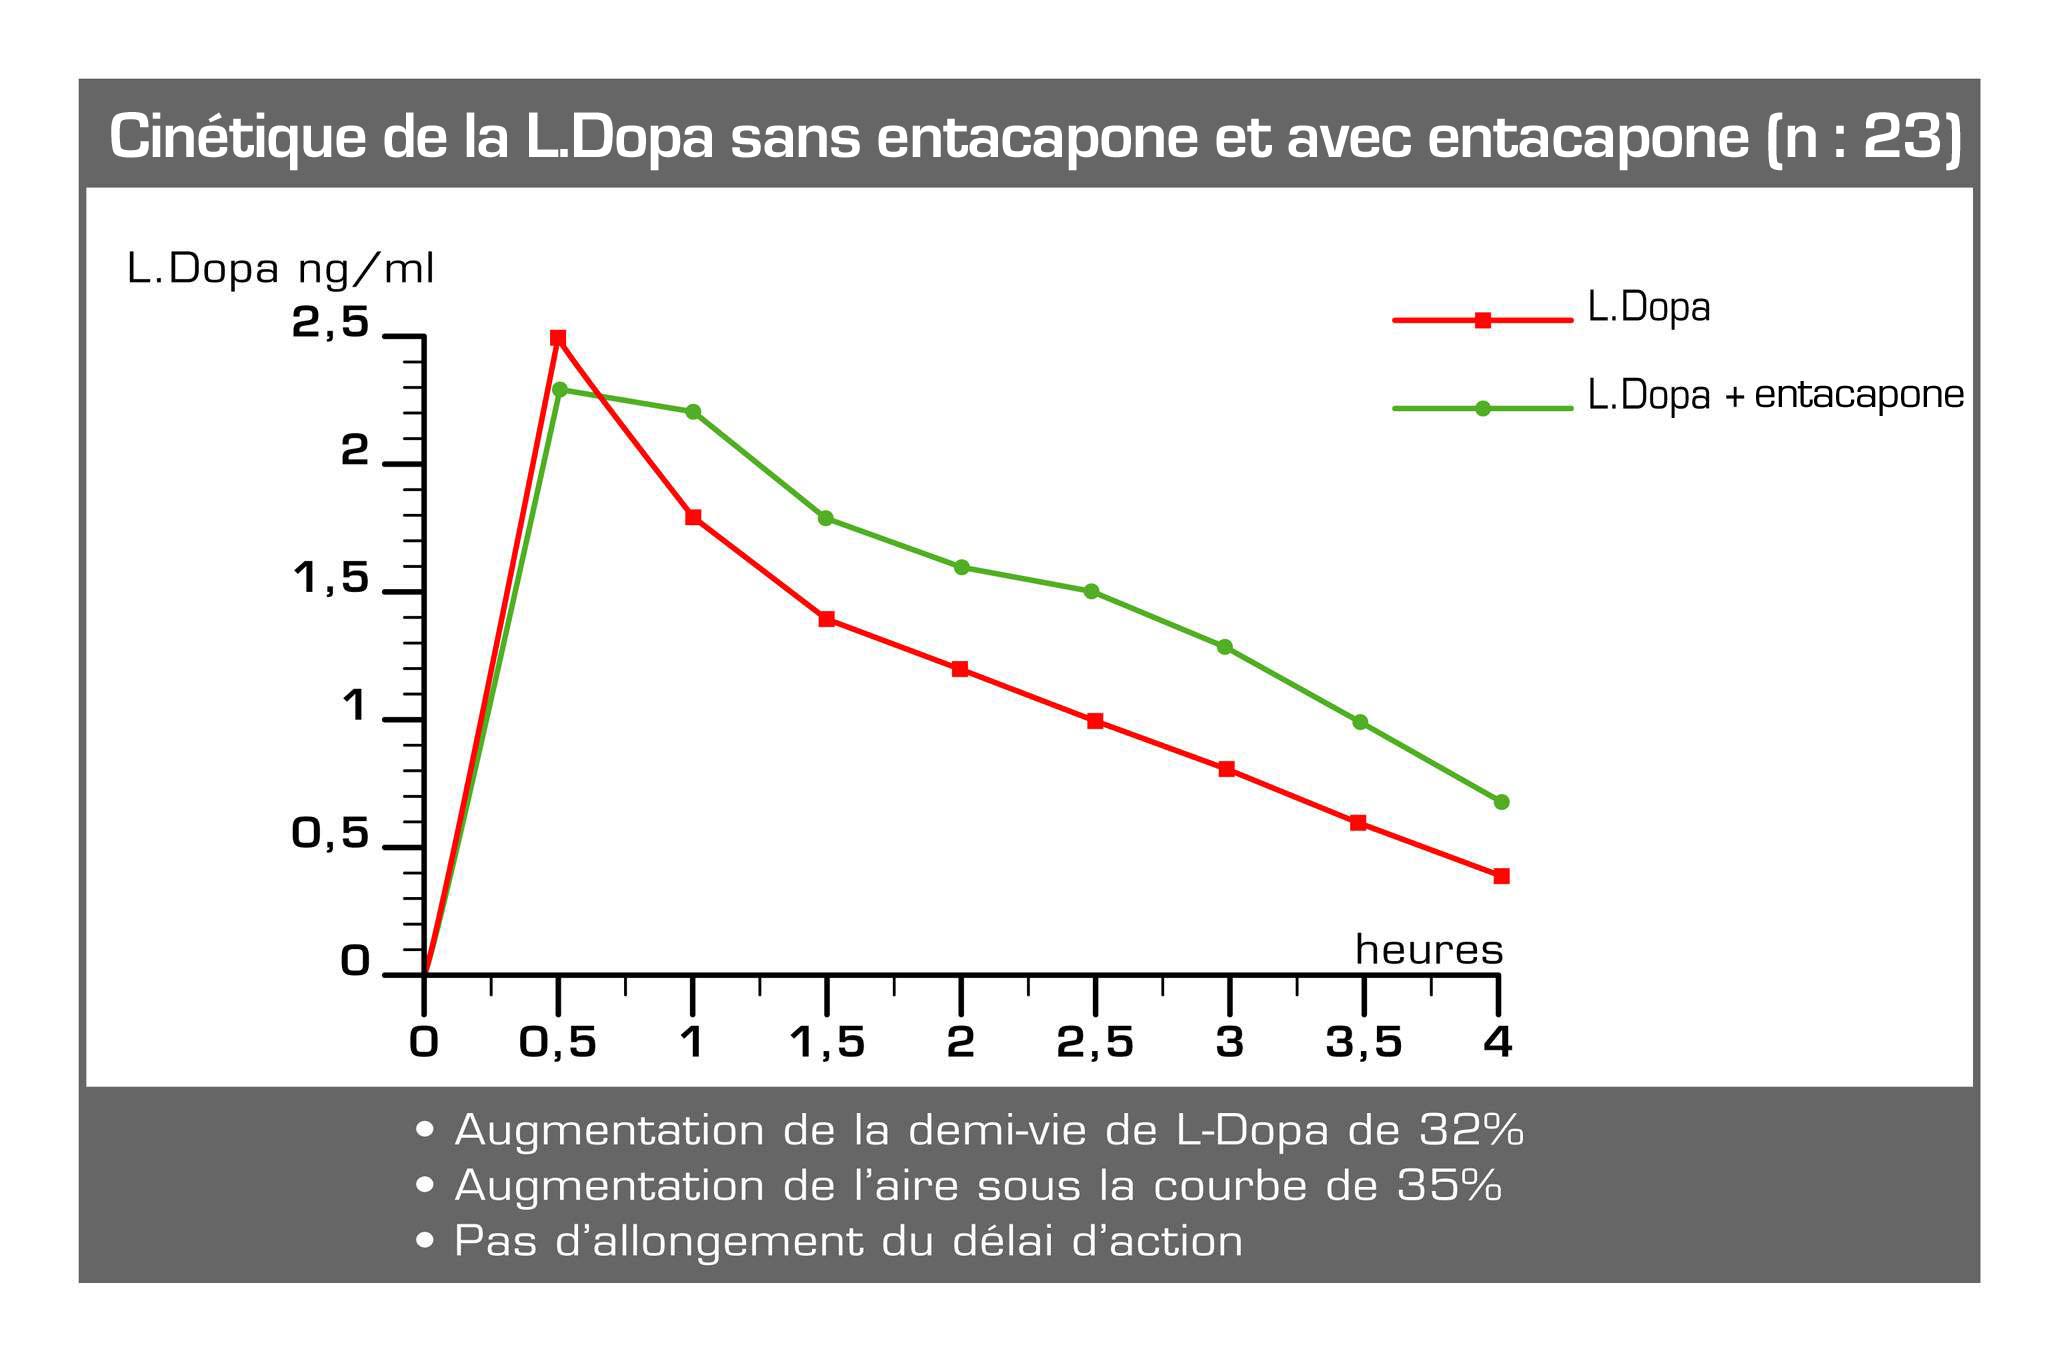 Cinétique de la L.Dopa sans entacapone et avec entacapone (n : 23)
L.Dopa ng/ml
2,5
2
1,5
1
0,5
0
L.Dopa
L.Dopa + entacapone
heures
0 0,5 1 1,5 2 2,5 3 3,5 4
• Augmentation de la demi-vie de L-Dopa de 32%
• Augmentation de l'aire sous la courbe de 35%
• Pas d'allongement du délai d'action